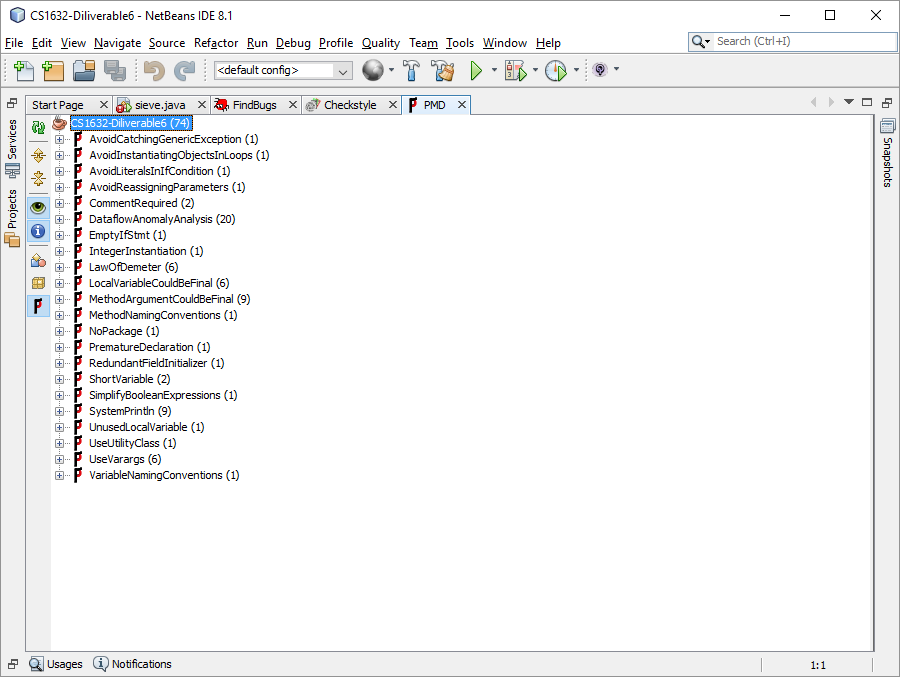 CS1632-Diliverable6 - NetBeans IDE 8.1
File Edit View Navigate Source Refactor Run Debug Profile Quality Team Tools Window Help
Search (Ctrl+I)
<default config>
Start Page sieve.java FindBugs Checkstyle PMD
Services
Projects
CS1632-Diliverable6 (74)
AvoidCatchingGenericException (1)
AvoidInstantiatingObjectsInLoops (1)
AvoidLiteralsInIfCondition (1)
AvoidReassigningParameters (1)
CommentRequired (2)
DataflowAnomalyAnalysis (20)
EmptyIfStmt (1)
IntegerInstantiation (1)
LawOfDemeter (6)
LocalVariableCouldBeFinal (6)
MethodArgumentCouldBeFinal (9)
MethodNamingConventions (1)
NoPackage (1)
PrematureDeclaration (1)
RedundantFieldInitializer (1)
ShortVariable (2)
SimplifyBooleanExpressions (1)
SystemPrintln (9)
UnusedLocalVariable (1)
UseUtilityClass (1)
UseVarargs (6)
VariableNamingConventions (1)
Snapshots
Usages Notifications
1:1